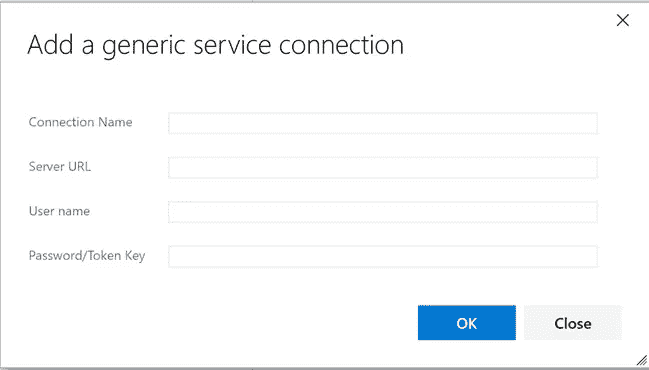 Add a generic service connection
Connection Name
Server URL
User name
Password/Token Key
OK Close